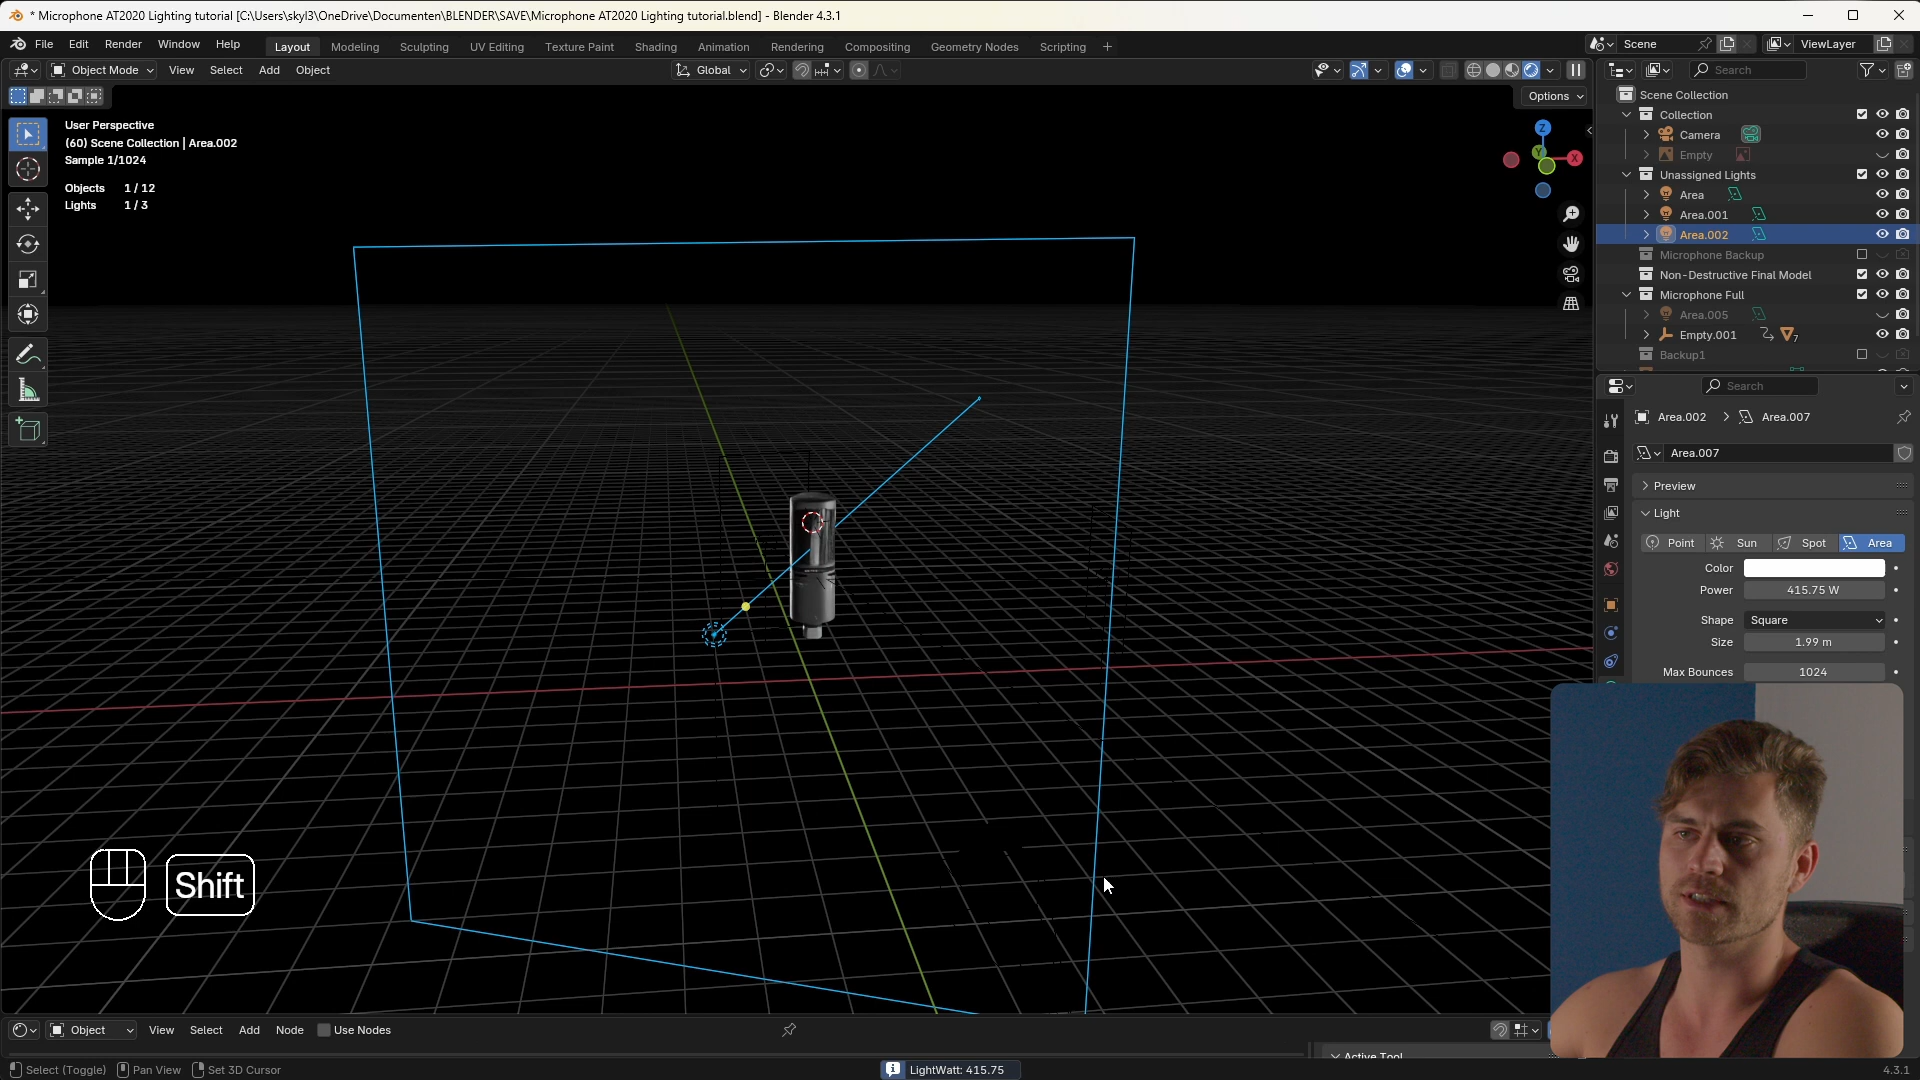 * Microphone AT2020 Lighting tutorial [C:\Users\skyl3\OneDrive\Documenten\BLENDER\SAVE\Microphone AT2020 Lighting tutorial.blend] - Blender 4.3.1
File Edit Render Window Help
Layout Modeling Sculpting UV Editing Texture Paint Shading Animation Rendering Compositing Geometry Nodes Scripting +
Scene
ViewLayer
Object Mode View Select Add Object
Global
Search
Options
User Perspective
(60) Scene Collection | Area.002
Sample 1/1024
Objects 1 / 12
Lights 1 / 3
Z
Y
X
Scene Collection
Collection
Camera
Empty
Unassigned Lights
Area
Area.001
Area.002
Microphone Backup
Non-Destructive Final Model
Microphone Full
Area.005
Empty.001
7
Backup1
Search
Area.002 > Area.007
Area.007
Preview
Light
Point Sun Spot Area
Color
Power 415.75 W
Shape Square
Size 1.99 m
Max Bounces 1024
Shift
Object View Select Add Node Use Nodes
Active Tool
Select (Toggle) Pan View Set 3D Cursor
LightWatt: 415.75
4.3.1